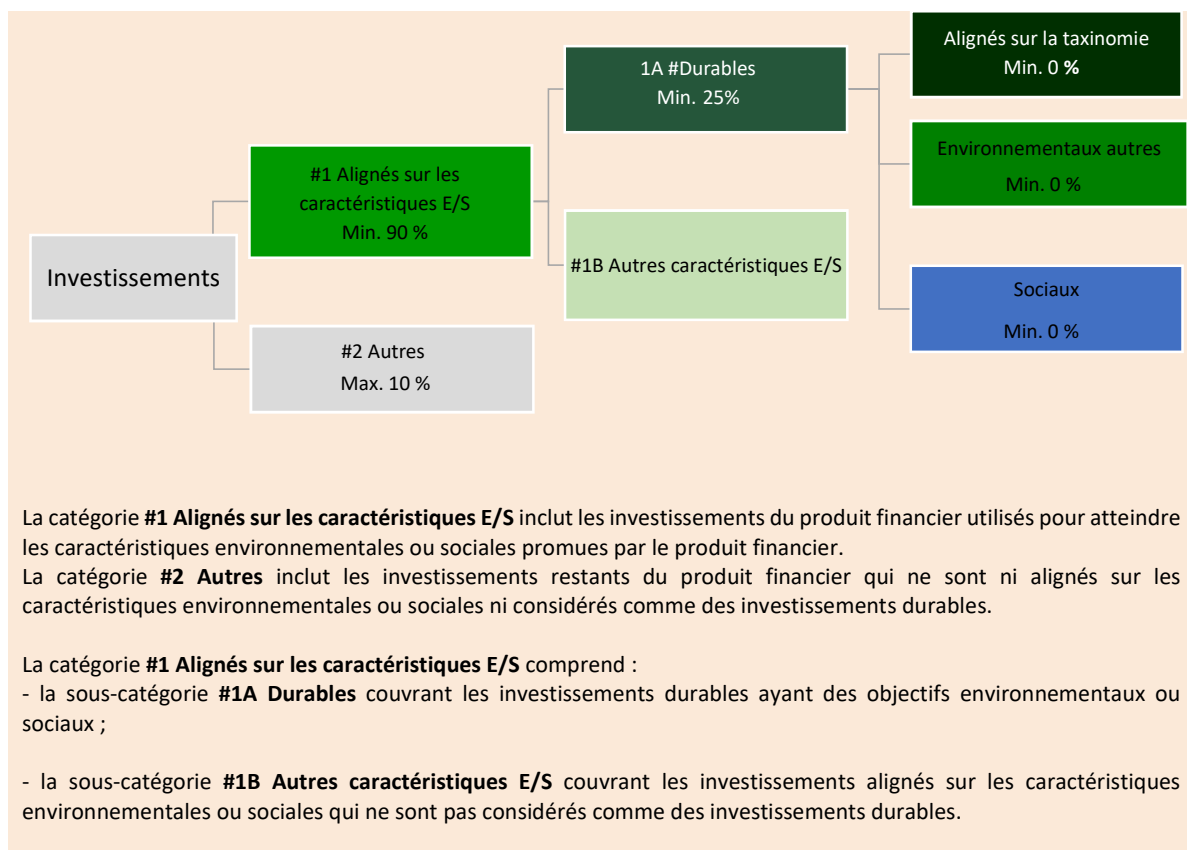 Alignés sur la taxinomie
Min. 0 %
1A #Durables
Min. 25%
Environnementaux autres
Min. 0 %
#1 Alignés sur les
caractéristiques E/S
Min. 90 %
#1B Autres caractéristiques E/S
Investissements
Sociaux
Min. 0 %
#2 Autres
Max. 10 %
La catégorie #1 Alignés sur les caractéristiques E/S inclut les investissements du produit financier utilisés pour atteindre
les caractéristiques environnementales ou sociales promues par le produit financier.
La catégorie #2 Autres inclut les investissements restants du produit financier qui ne sont ni alignés sur les
caractéristiques environnementales ou sociales ni considérés comme des investissements durables.
La catégorie #1 Alignés sur les caractéristiques E/S comprend :
- la sous-catégorie #1A Durables couvrant les investissements durables ayant des objectifs environnementaux ou
sociaux ;
- la sous-catégorie #1B Autres caractéristiques E/S couvrant les investissements alignés sur les caractéristiques
environnementales ou sociales qui ne sont pas considérés comme des investissements durables.